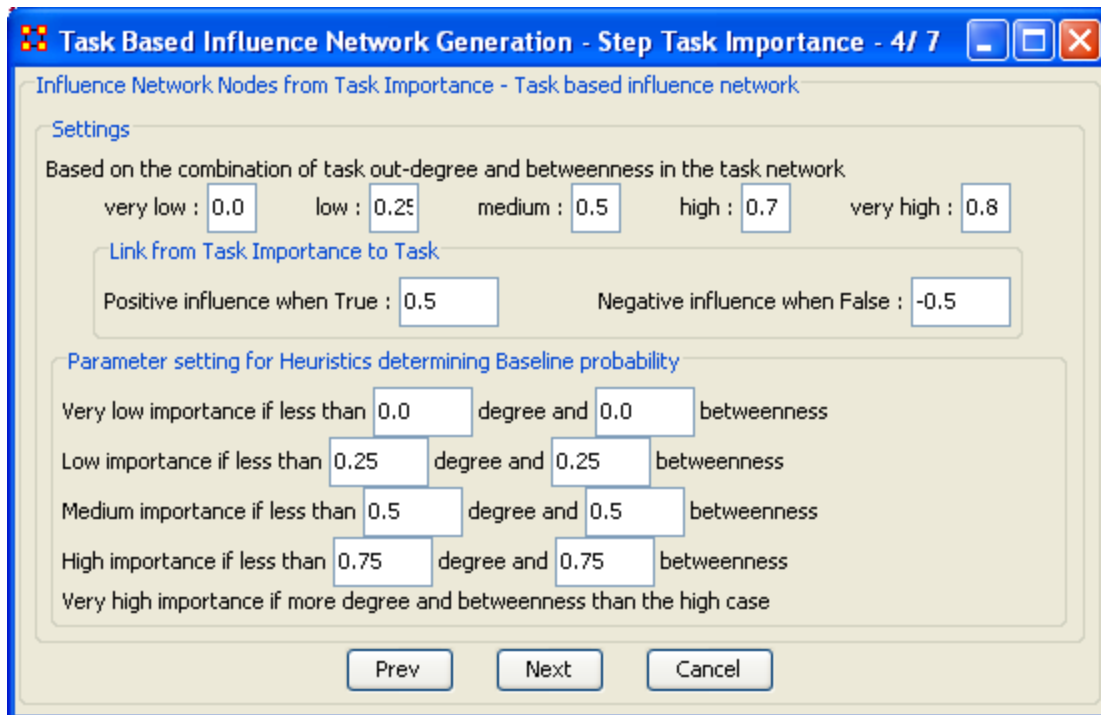 Task Based Influence Network Generation - Step Task Importance - 4/ 7
Influence Network Nodes from Task Importance - Task based influence network
Settings
Based on the combination of task out-degree and betweenness in the task network
very low : 0.0 low : 0.25 medium : 0.5 high : 0.7 very high : 0.8
Link from Task Importance to Task
Positive influence when True : 0.5 Negative influence when False : -0.5
Parameter setting for Heuristics determining Baseline probability
Very low importance if less than 0.0 degree and 0.0 betweenness
Low importance if less than 0.25 degree and 0.25 betweenness
Medium importance if less than 0.5 degree and 0.5 betweenness
High importance if less than 0.75 degree and 0.75 betweenness
Very high importance if more degree and betweenness than the high case
Prev Next Cancel